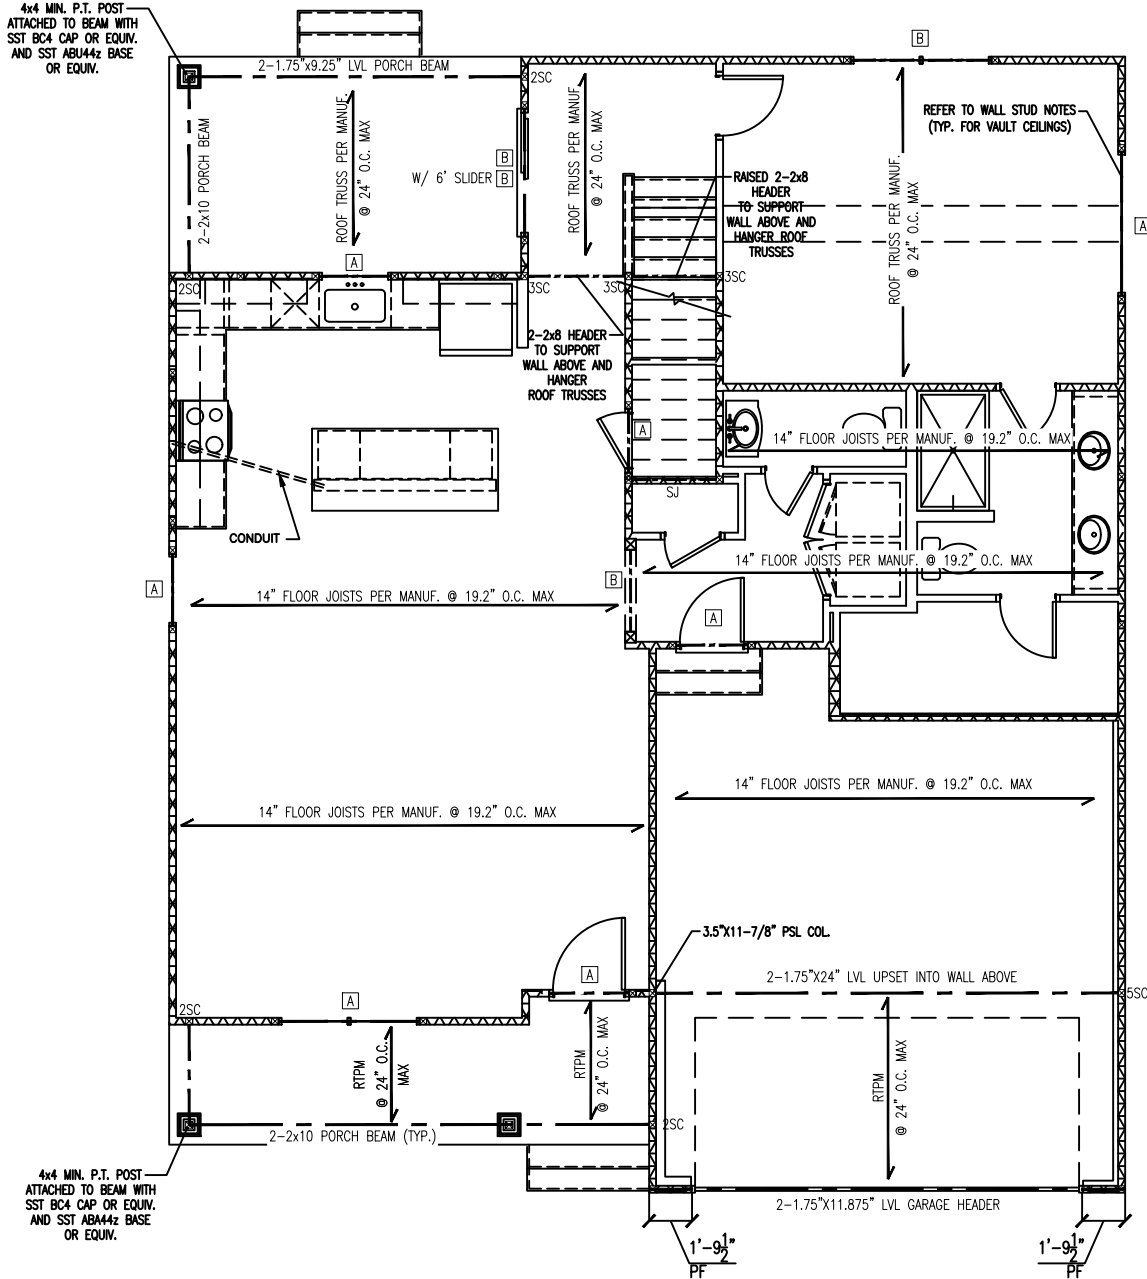 4x4 MIN. P.T. POST
ATTACHED TO BEAM WITH
SST BC4 CAP OR EQUIV.
AND SST ABU44z BASE
OR EQUIV.
B
2-1.75"x9.25" LVL PORCH BEAM
2SC
REFER TO WALL STUD NOTES
(TYP. FOR VAULT CEILINGS)
2-2x10 PORCH BEAM
ROOF TRUSS PER MANUF.
@ 24" O.C. MAX
ROOF TRUSS PER MANUF.
@ 24" O.C. MAX
ROOF TRUSS PER MANUF.
@ 24" O.C. MAX
B
W/ 6' SLIDER B
RAISED 2-2x8
HEADER
TO SUPPORT
WALL ABOVE AND
HANGER ROOF
TRUSSES
A
A
2SC
3SC
3SC
3SC
2-2x8 HEADER
TO SUPPORT
WALL ABOVE AND
HANGER
ROOF TRUSSES
A
14" FLOOR JOISTS PER MANUF. @ 19.2" O.C. MAX
SJ
CONDUIT
14" FLOOR JOISTS PER MANUF. @ 19.2" O.C. MAX
A
B
14" FLOOR JOISTS PER MANUF. @ 19.2" O.C. MAX
A
14" FLOOR JOISTS PER MANUF. @ 19.2" O.C. MAX
14" FLOOR JOISTS PER MANUF. @ 19.2" O.C. MAX
3.5"X11-7/8" PSL COL.
A
2-1.75"X24" LVL UPSET INTO WALL ABOVE
5SC
2SC
A
RTPM
@ 24" O.C.
MAX
RTPM
@ 24" O.C. MAX
RTPM
@ 24" O.C. MAX
2SC
2-2x10 PORCH BEAM (TYP.)
4x4 MIN. P.T. POST
ATTACHED TO BEAM WITH
SST BC4 CAP OR EQUIV.
AND SST ABA44z BASE
OR EQUIV.
2-1.75"X11.875" LVL GARAGE HEADER
1'-9½"
PF
1'-9½"
PF